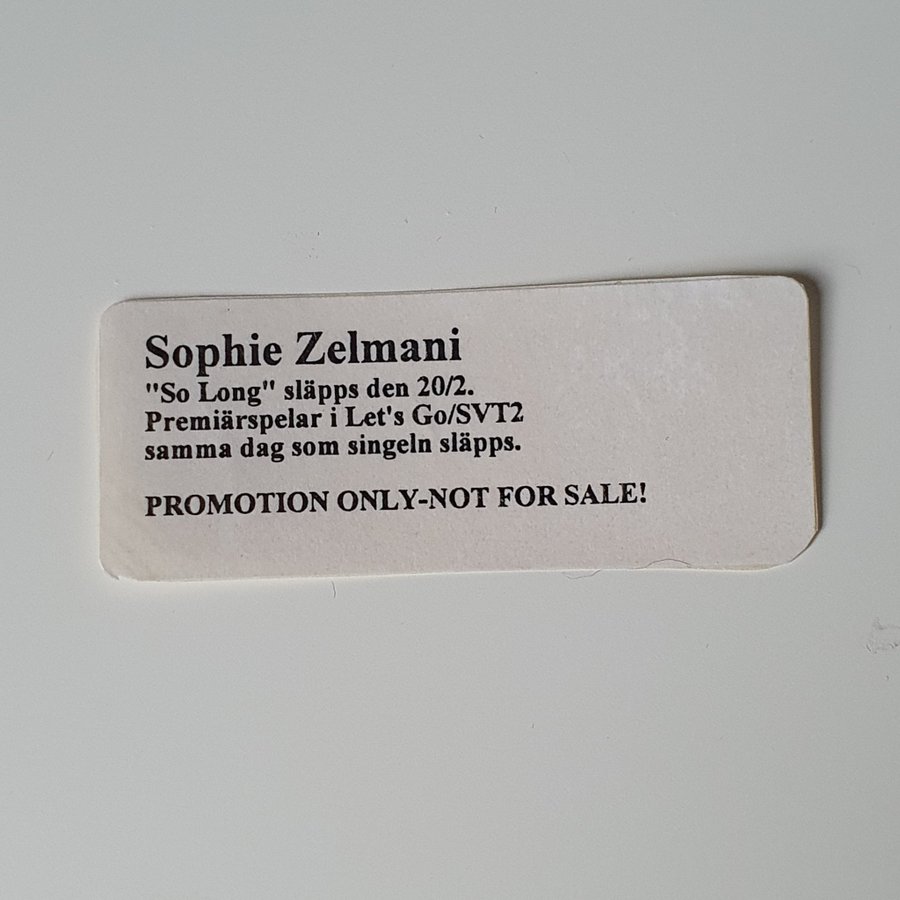 Sophie Zelmani
"So Long" släpps den 20/2.
Premiärspelar i Let's Go/SVT2
samma dag som singeln släpps.
PROMOTION ONLY-NOT FOR SALE!